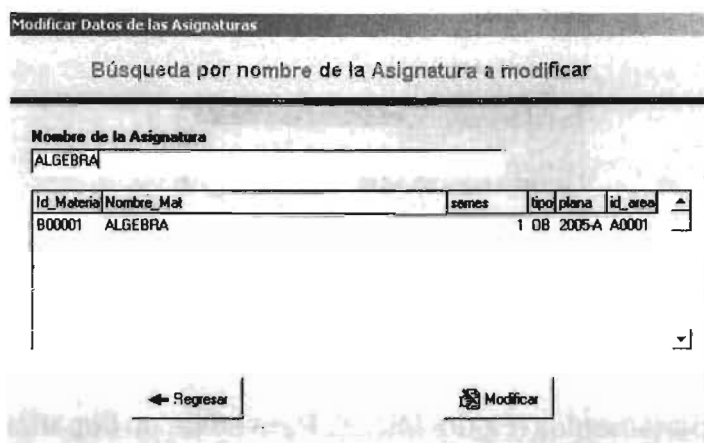 Modificar Datos de las Asignaturas
Búsqueda por nombre de la Asignatura a modificar
Nombre de la Asignatura
ALGEBRA
Id_Materia Nombre_Mat semes tipo plana id_area
B00001 ALGEBRA 1 OB 2005-A A0001
Regresar Modificar